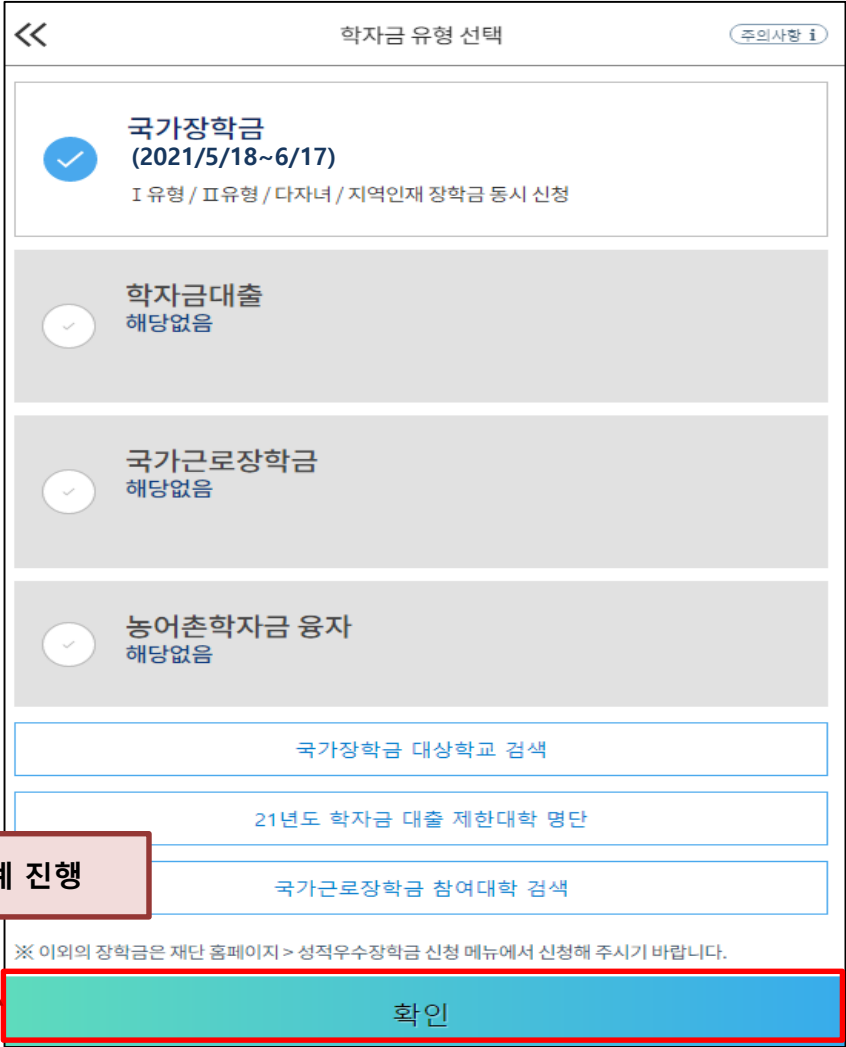 학자금 유형 선택
주의사항 i
국가장학금
(2021/5/18~6/17)
I 유형 / II유형 / 다자녀 / 지역인재 장학금 동시 신청
학자금대출
해당없음
국가근로장학금
해당없음
농어촌학자금 융자
해당없음
국가장학금 대상학교 검색
21년도 학자금 대출 제한대학 명단
진행
국가근로장학금 참여대학 검색
※ 이외의 장학금은 재단 홈페이지 > 성적우수장학금 신청 메뉴에서 신청해 주시기 바랍니다.
확인